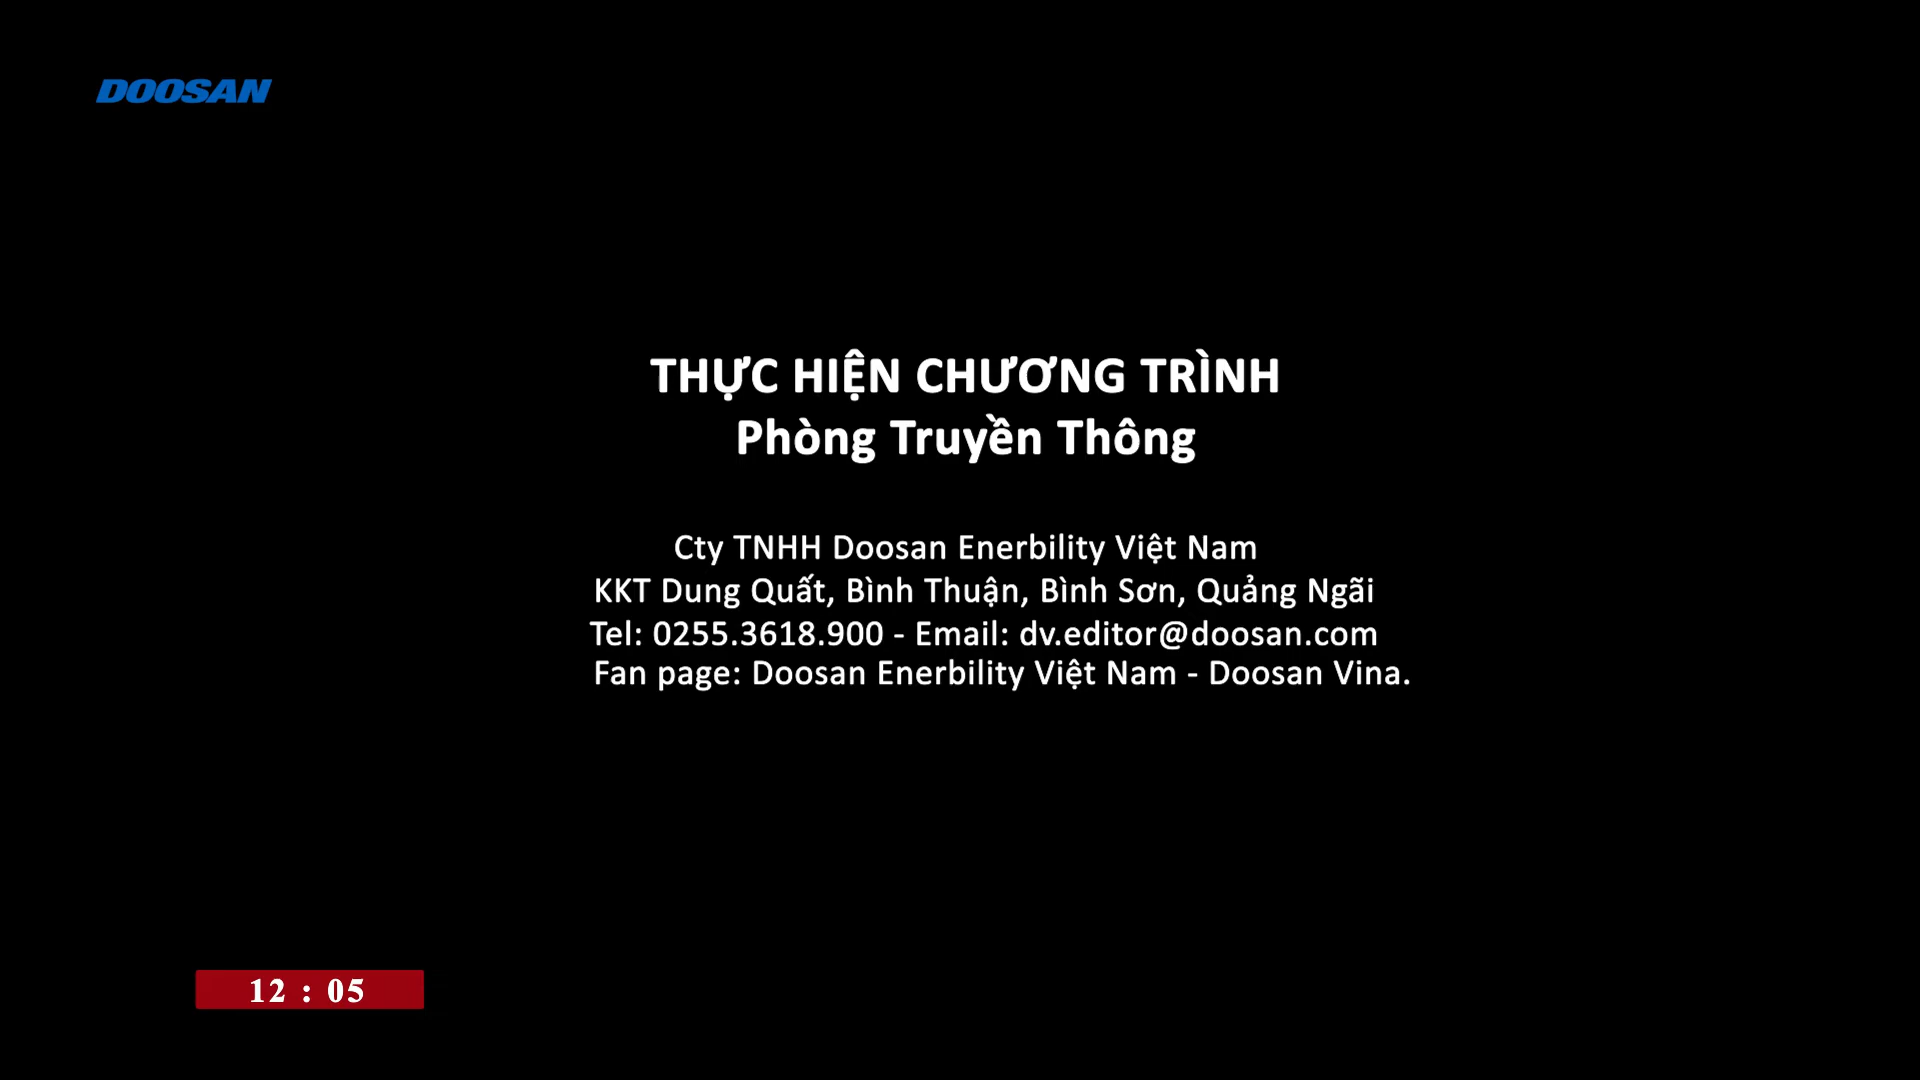 DOOSAN
THỰC HIỆN CHƯƠNG TRÌNH
Phòng Truyền Thông
Cty TNHH Doosan Enerbility Việt Nam
KKT Dung Quất, Bình Thuận, Bình Sơn, Quảng Ngãi
Tel: 0255.3618.900 - Email: dv.editor@doosan.com
Fan page: Doosan Enerbility Việt Nam - Doosan Vina.
12 : 05